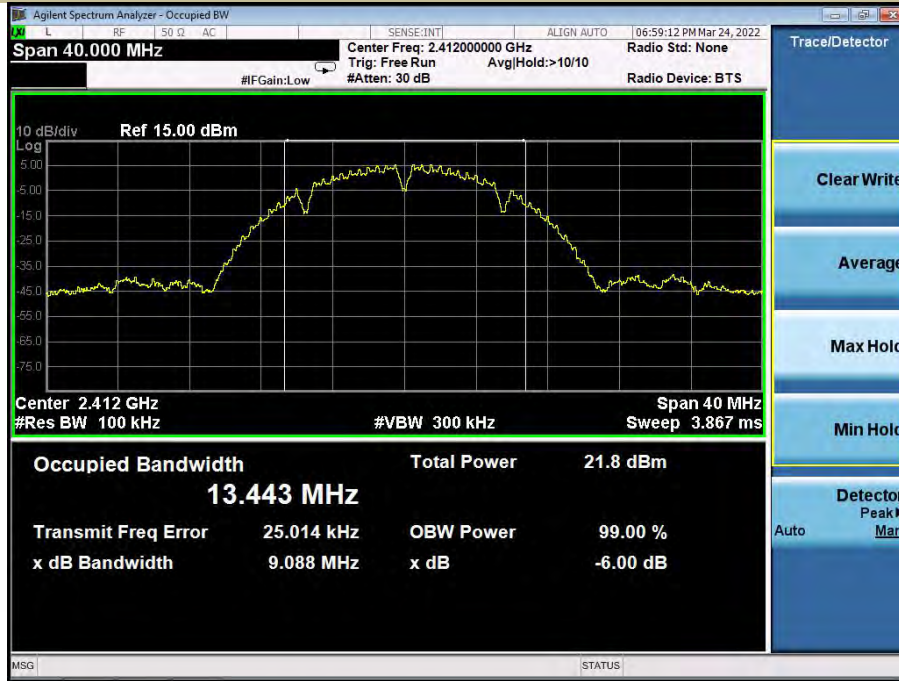 Agilent Spectrum Analyzer - Occupied BW
LXI L RF 50 Ω AC SENSE:INT ALIGN AUTO 06:59:12 PM Mar 24, 2022
Span 40.000 MHz
Center Freq: 2.412000000 GHz
Radio Std: None
Trig: Free Run Avg|Hold:>10/10
#IFGain:Low #Atten: 30 dB Radio Device: BTS
Trace/Detector
10 dB/div Ref 15.00 dBm
Log
5.00
-5.00
-15.0
-25.0
-35.0
-45.0
-55.0
-65.0
-75.0
Center 2.412 GHz Span 40 MHz
#Res BW 100 kHz #VBW 300 kHz Sweep 3.867 ms
Occupied Bandwidth Total Power 21.8 dBm
13.443 MHz
Transmit Freq Error 25.014 kHz OBW Power 99.00 %
x dB Bandwidth 9.088 MHz x dB -6.00 dB
Clear Write
Average
Max Hold
Min Hold
Detector
Peak
Auto Man
MSG STATUS